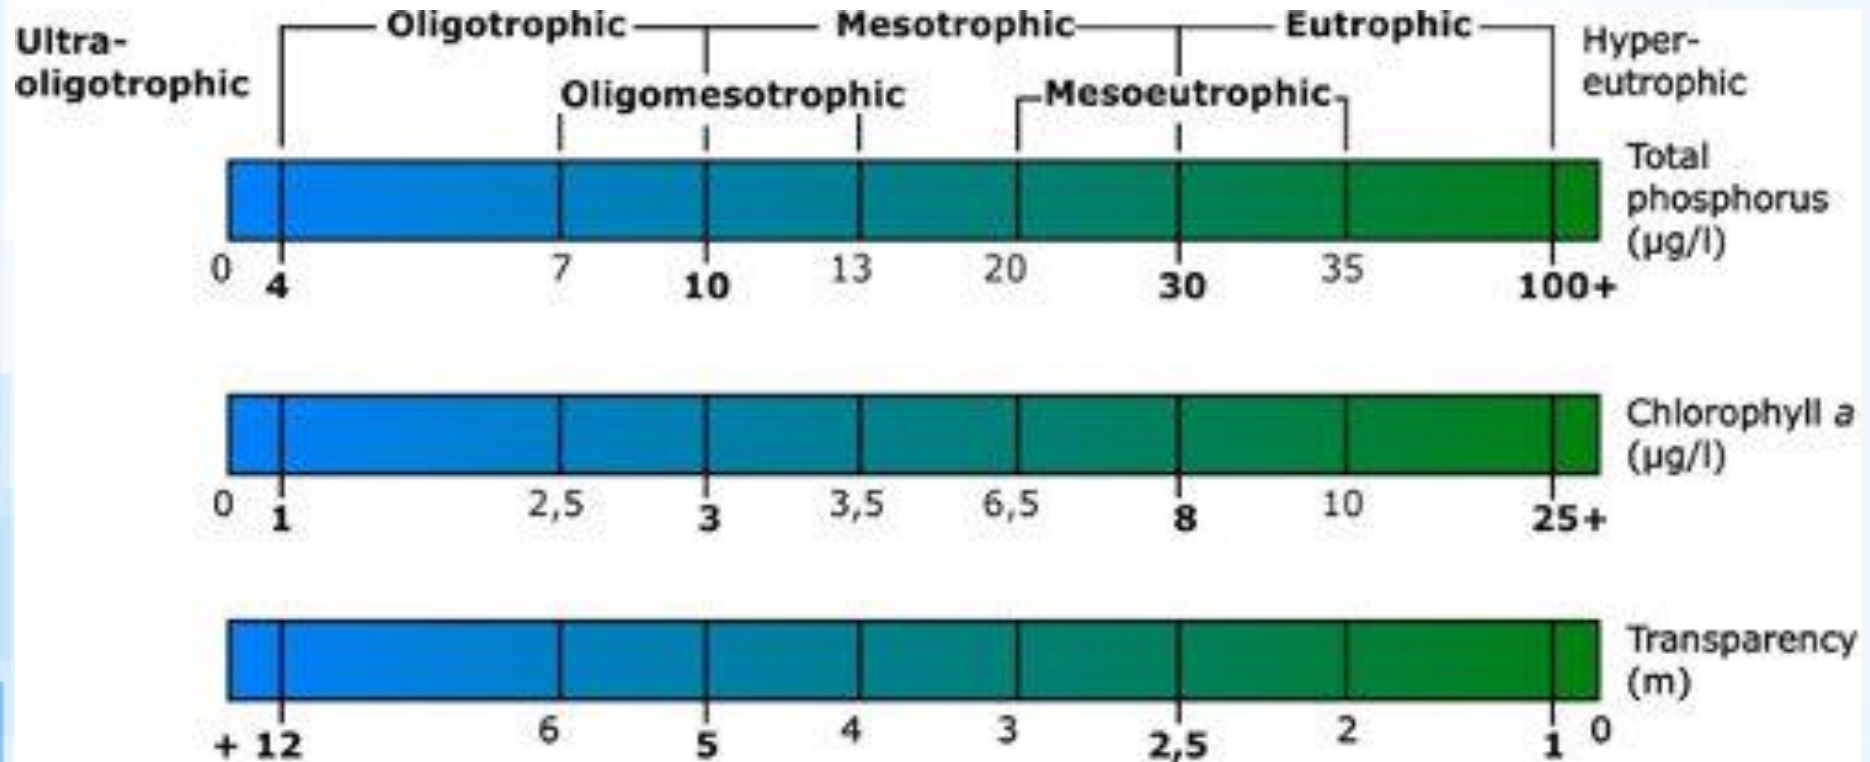 Ultra-
oligotrophic
Oligotrophic
Mesotrophic
Eutrophic
Hyper-
eutrophic
Oligomesotrophic
Mesoeutrophic
Total
phosphorus
(µg/l)
0 4 7 10 13 20 30 35 100+
Chlorophyll a
(µg/l)
0 1 2,5 3 3,5 6,5 8 10 25+
Transparency
(m)
+ 12 6 5 4 3 2,5 2 1 0